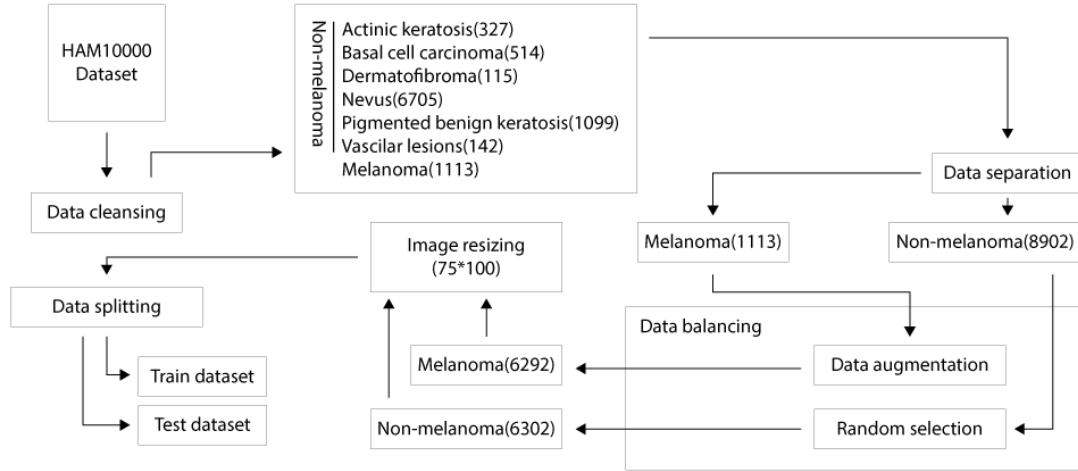 HAM10000
Dataset
Data cleansing
Non-melanoma
Actinic keratosis(327)
Basal cell carcinoma(514)
Dermatofibroma(115)
Nevus(6705)
Pigmented benign keratosis(1099)
Vascilar lesions(142)
Melanoma(1113)
Data separation
Melanoma(1113)
Non-melanoma(8902)
Data balancing
Data augmentation
Random selection
Melanoma(6292)
Non-melanoma(6302)
Image resizing
(75*100)
Data splitting
Train dataset
Test dataset